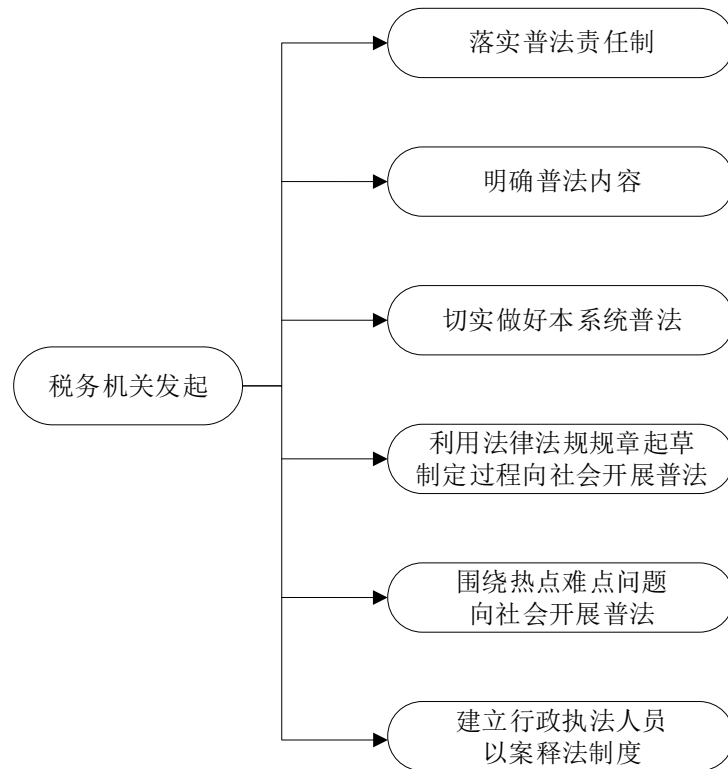 落实普法责任制
明确普法内容
切实做好本系统普法
税务机关发起
利用法律法规规章起草
制定过程向社会开展普法
围绕热点难点问题
向社会开展普法
建立行政执法人员
以案释法制度